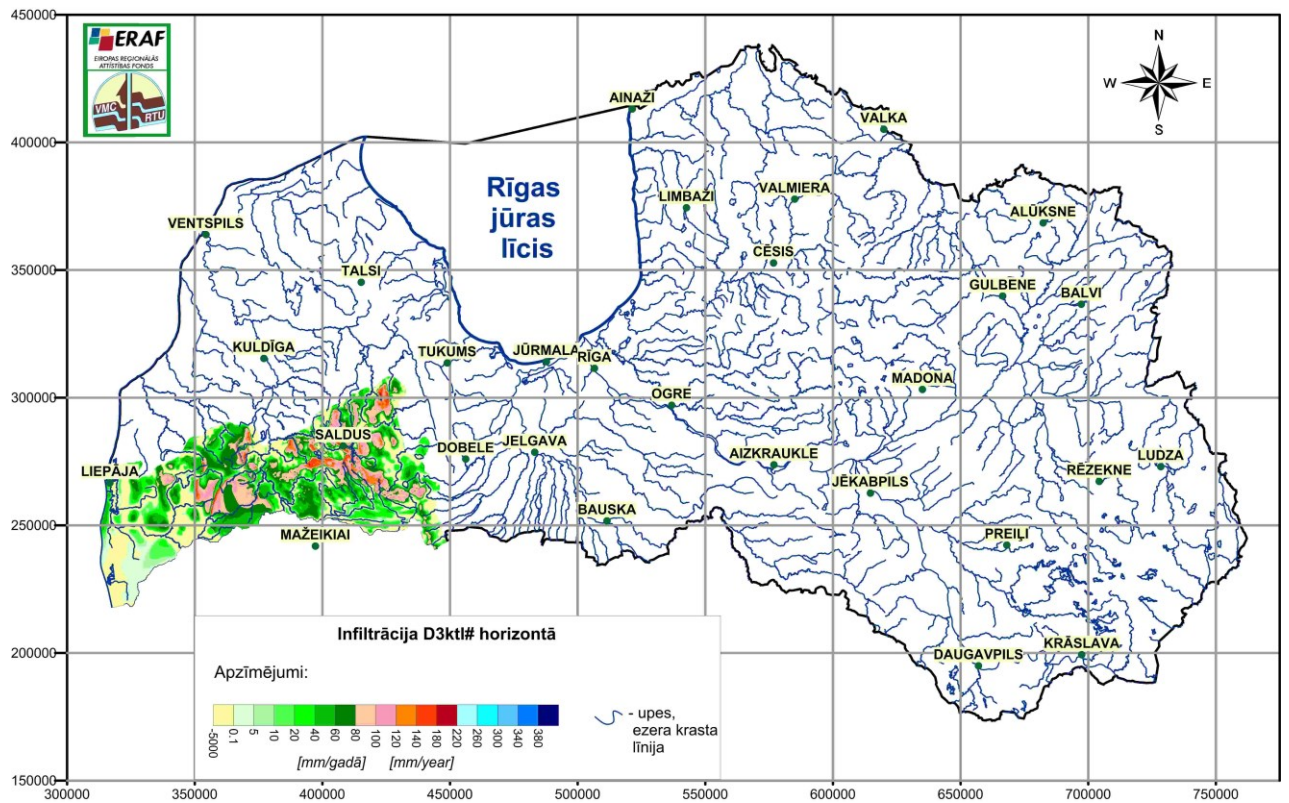 450000
400000
350000
300000
250000
200000
150000
300000
350000
400000
450000
500000
550000
600000
650000
700000
750000
ERAF
EIROPAS REĢIONĀLĀS
ATTĪSTĪBAS FONDS
VMC
RTU
N
W
E
S
AINAŽI
VALKA
Rīgas
jūras
līcis
LIMBAŽI
VALMIERA
ALŪKSNE
VENTSPILS
CĒSIS
TALSI
GULBENE
BALVI
KULDĪGA
TUKUMS
JŪRMALA
RĪGA
MADONA
OGRE
SALDUS
DOBELE
JELGAVA
AIZKRAUKLE
LUDZA
LIEPĀJA
RĒZEKNE
JĒKABPILS
BAUSKA
MAŽEIKIAI
PREIĻI
DAUGAVPILS
KRĀSLAVA
Infiltrācija D3ktl# horizontā
Apzīmējumi:
-5000
0.1
5
10
20
40
60
80
100
120
140
180
220
260
300
340
380
[mm/gadā]
[mm/year]
- upes,
ezera krasta
līnija